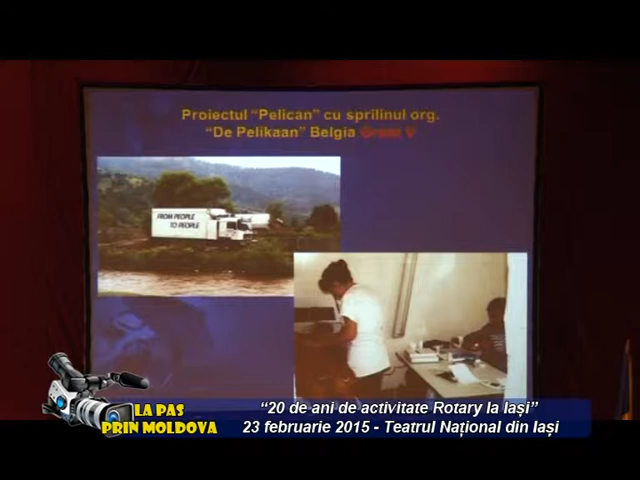 Proiectul "Pelican" cu sprilinul org.
"De Pelikaan" Belgia
FROM PEOPLE
TO PEOPLE
LA PAS
PRIN MOLDOVA
"20 de ani de activitate Rotary la Iași"
23 februarie 2015 - Teatrul Național din Iași